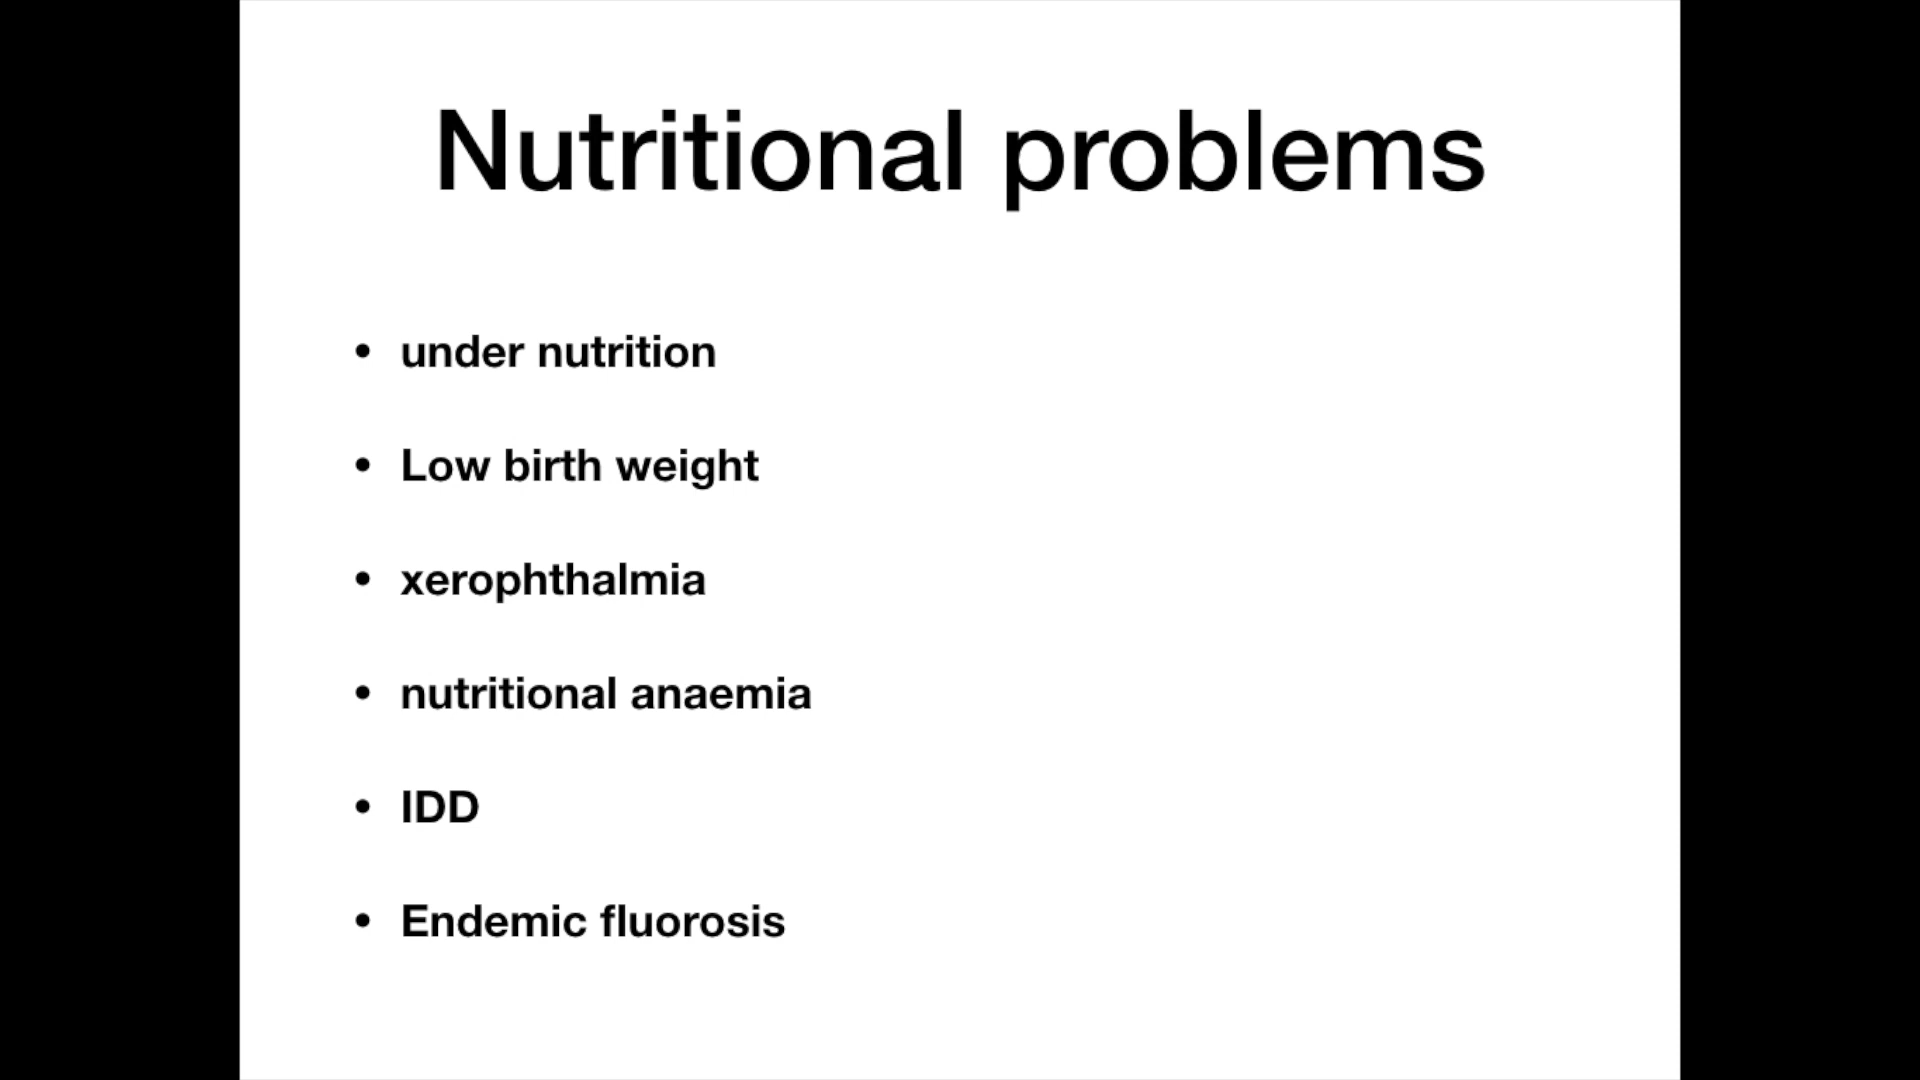 Nutritional problems
• under nutrition
• Low birth weight
• xerophthalmia
• nutritional anaemia
• IDD
• Endemic fluorosis